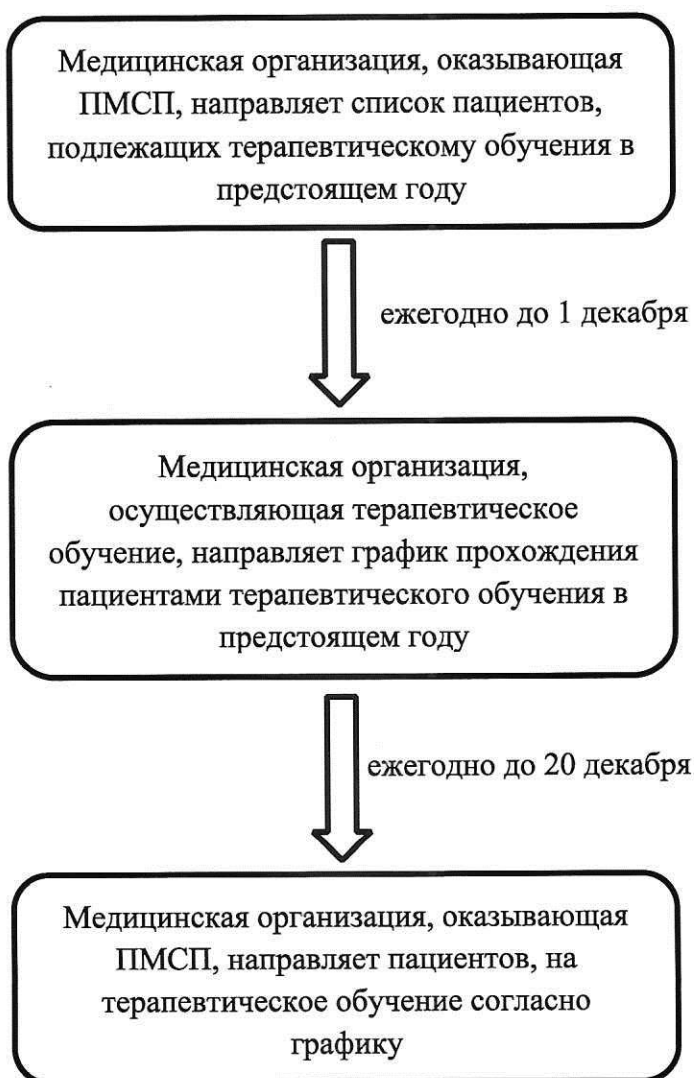 Медицинская организация, оказывающая
ПМСП, направляет список пациентов,
подлежащих терапевтическому обучения в
предстоящем году
ежегодно до 1 декабря
Медицинская организация,
осуществляющая терапевтическое
обучение, направляет график прохождения
пациентами терапевтического обучения в
предстоящем году
ежегодно до 20 декабря
Медицинская организация, оказывающая
ПМСП, направляет пациентов, на
терапевтическое обучение согласно
графику